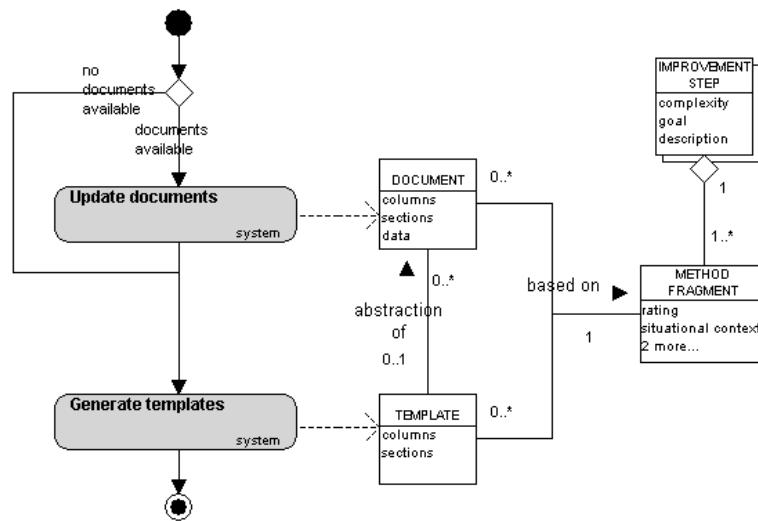 no
documents
available
documents
available
Update documents
system
Generate templates
system
DOCUMENT
columns
sections
data
0..*
0..*
abstraction
of
0..1
TEMPLATE
columns
sections
0..*
based on
1
IMPROVEMENT
STEP
complexity
goal
description
1
1..*
METHOD
FRAGMENT
rating
situational context
2 more...